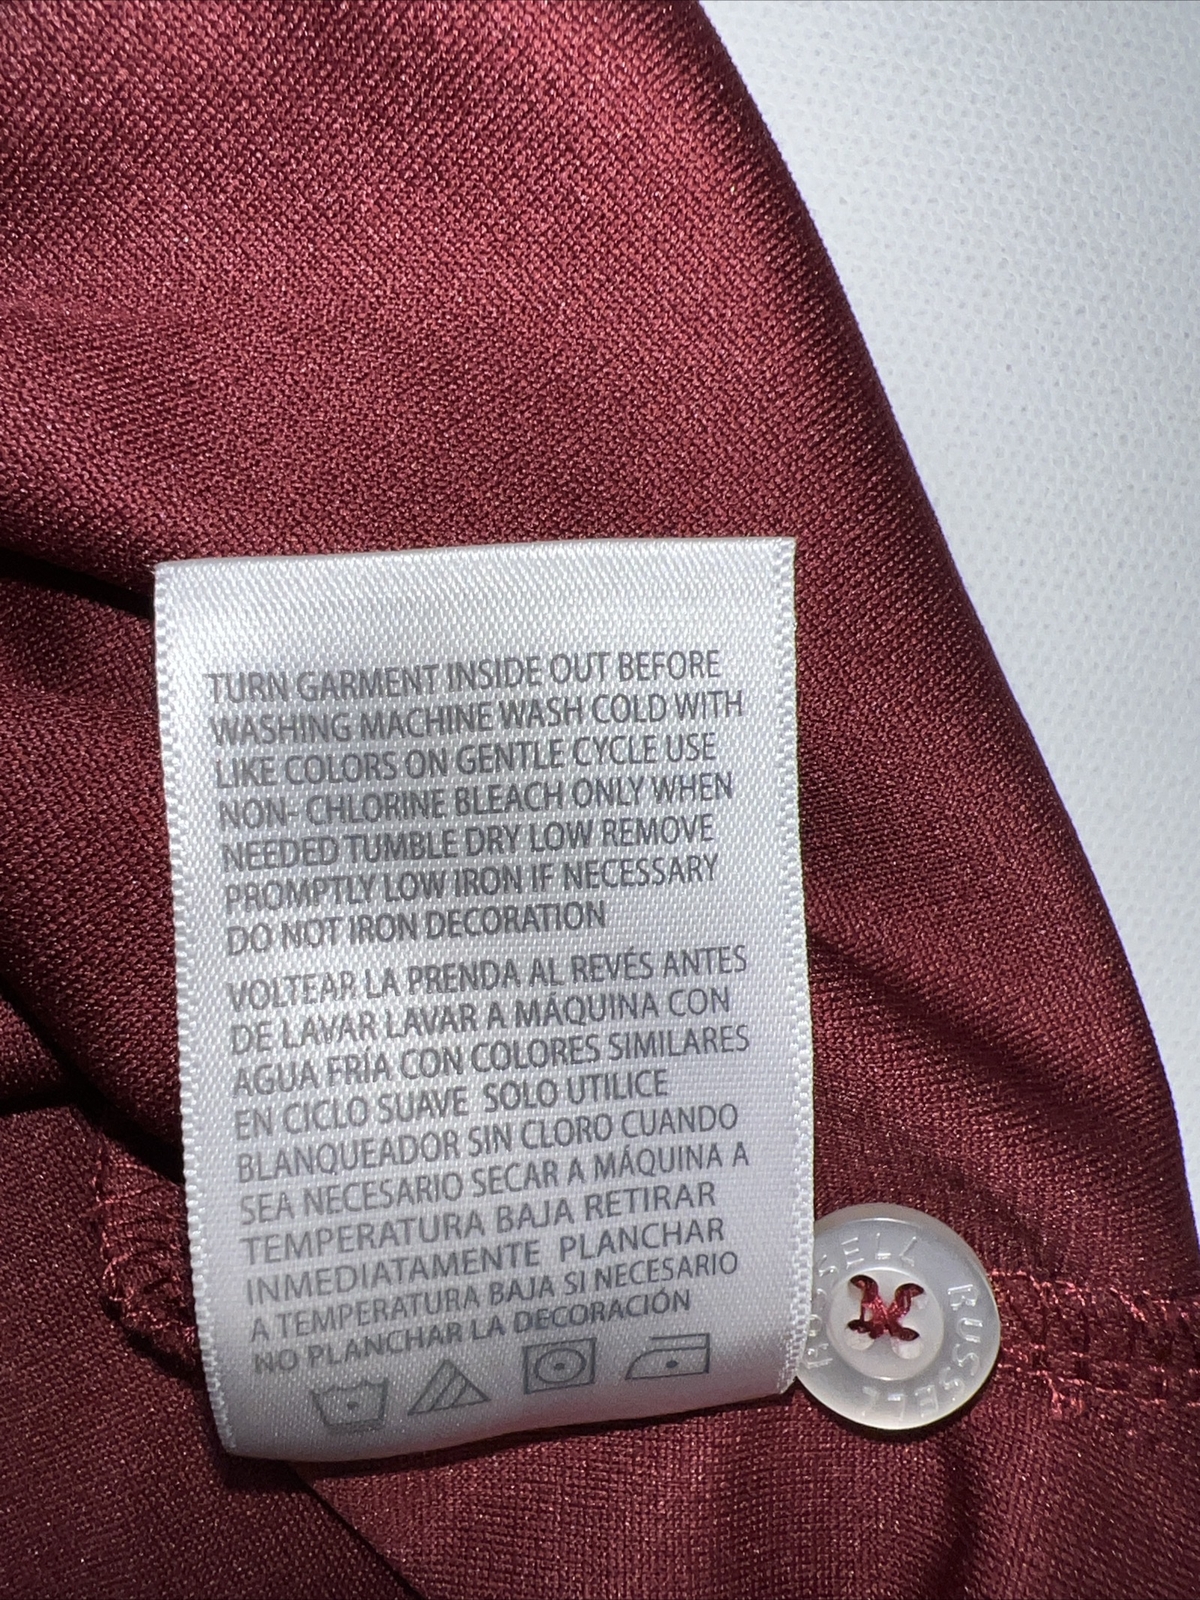 TURN GARMENT INSIDE OUT BEFORE
WASHING MACHINE WASH COLD WITH
LIKE COLORS ON GENTLE CYCLE USE
NON- CHLORINE BLEACH ONLY WHEN
NEEDED TUMBLE DRY LOW REMOVE
PROMPTLY LOW IRON IF NECESSARY
DO NOT IRON DECORATION
VOLTEAR LA PRENDA AL REVÉS ANTES
DE LAVAR LAVAR A MÁQUINA CON
AGUA FRÍA CON COLORES SIMILARES
EN CICLO SUAVE SOLO UTILICE
BLANQUEADOR SIN CLORO CUANDO
SEA NECESARIO SECAR A MÁQUINA A
TEMPERATURA BAJA RETIRAR
INMEDIATAMENTE PLANCHAR
A TEMPERATURA BAJA SI NECESARIO
NO PLANCHAR LA DECORACIÓN
RUSSELL
RUSSELL